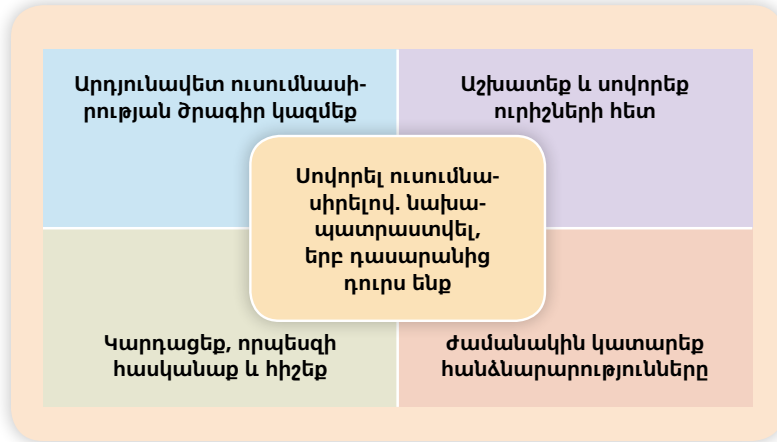 Արդյունավետ ուսումնասի-
րության ծրագիր կազմեք
Աշխատեք և սովորեք
ուրիշների հետ
Սովորել ուսումնա-
սիրելով. նախա-
պատրաստվել,
երբ դասարանից
դուրս ենք
Կարդացեք, որպեսզի
հասկանաք և հիշեք
Ժամանակին կատարեք
հանձնարարությունները